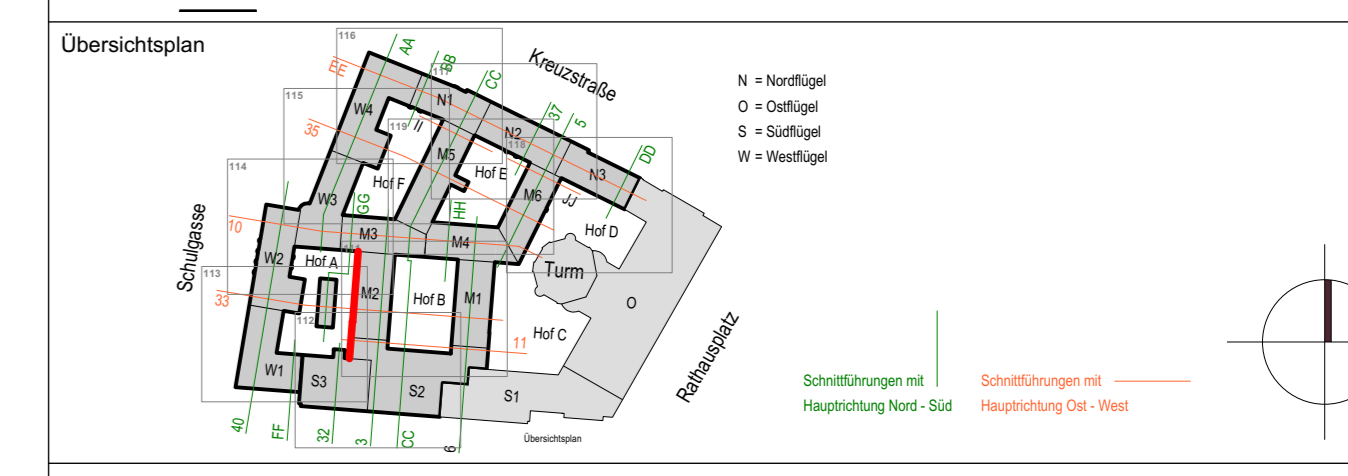 Übersichtsplan
116
AA
BB
CC
EE
Kreuzstraße
117
N1
115
W4
II
119
N2
37
5
118
35
M5
Hof E
N3
DD
114
Hof F
M6
JJ
W3
GG
HH
Hof D
Schulgasse
10
M3
M4
W2
Hof A
111
Turm
113
M2
Hof B
M1
O
33
112
Hof C
11
Rathausplatz
W1
S3
S2
S1
40
FF
32
3
CC
6
Übersichtsplan
N = Nordflügel
O = Ostflügel
S = Südflügel
W = Westflügel
Schnittführungen mit
Hauptrichtung Nord - Süd
Schnittführungen mit
Hauptrichtung Ost - West